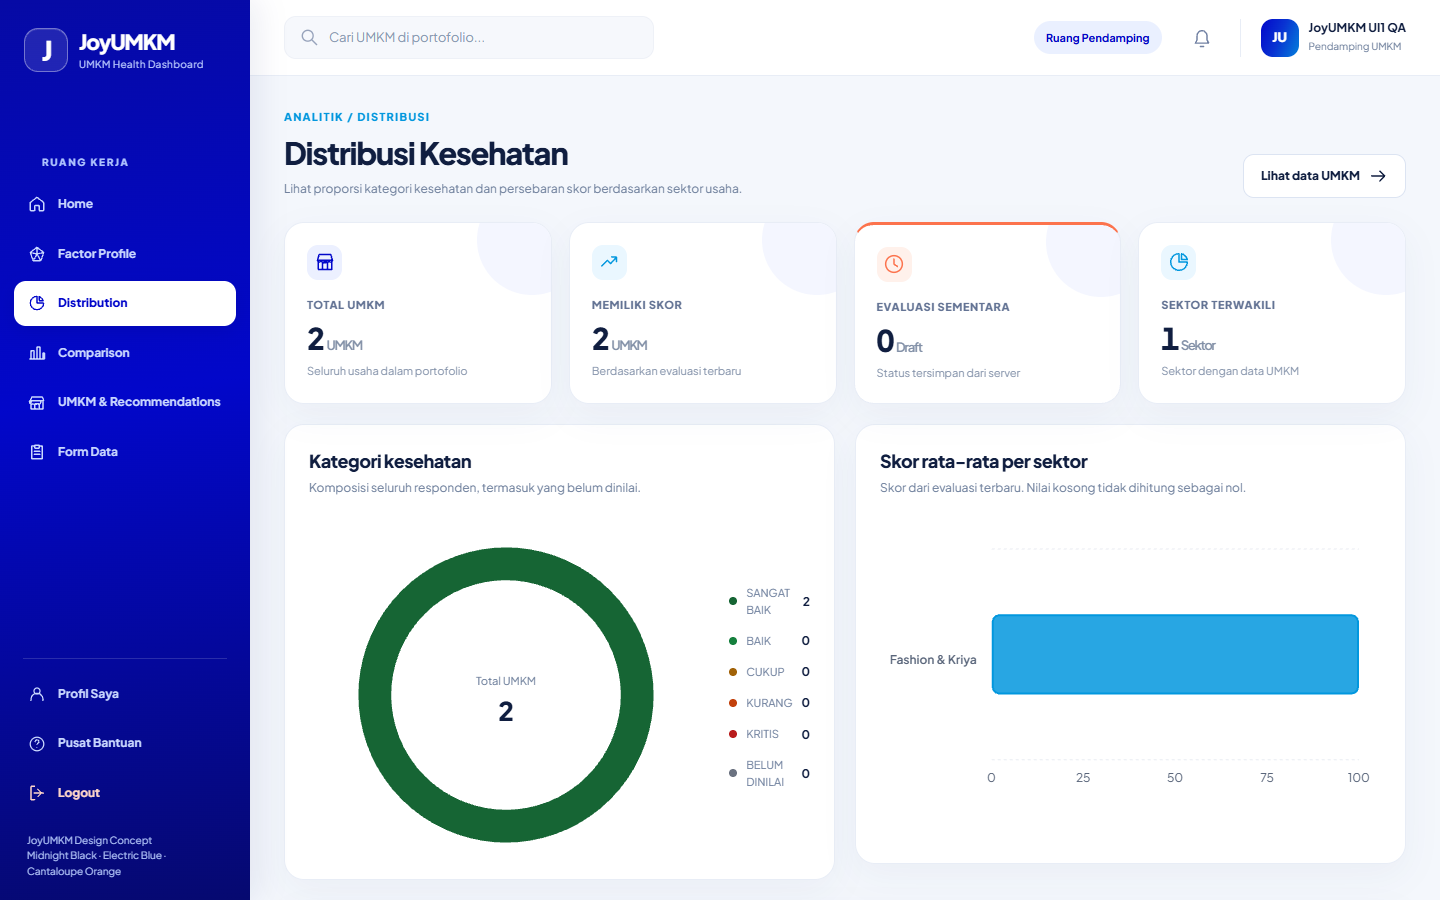 J
JoyUMKM
UMKM Health Dashboard
RUANG KERJA
Home
Factor Profile
Distribution
Comparison
UMKM & Recommendations
Form Data
Profil Saya
Pusat Bantuan
Logout
JoyUMKM Design Concept
Midnight Black · Electric Blue ·
Cantaloupe Orange
Cari UMKM di portofolio...
Ruang Pendamping
JU
JoyUMKM UI1 QA
Pendamping UMKM
ANALITIK / DISTRIBUSI
Distribusi Kesehatan
Lihat proporsi kategori kesehatan dan persebaran skor berdasarkan sektor usaha.
Lihat data UMKM
TOTAL UMKM
2 UMKM
Seluruh usaha dalam portofolio
MEMILIKI SKOR
2 UMKM
Berdasarkan evaluasi terbaru
EVALUASI SEMENTARA
0 Draft
Status tersimpan dari server
SEKTOR TERWAKILI
1 Sektor
Sektor dengan data UMKM
Kategori kesehatan
Komposisi seluruh responden, termasuk yang belum dinilai.
Total UMKM
2
SANGAT BAIK 2
BAIK 0
CUKUP 0
KURANG 0
KRITIS 0
BELUM DINILAI 0
Skor rata-rata per sektor
Skor dari evaluasi terbaru. Nilai kosong tidak dihitung sebagai nol.
Fashion & Kriya
0 25 50 75 100